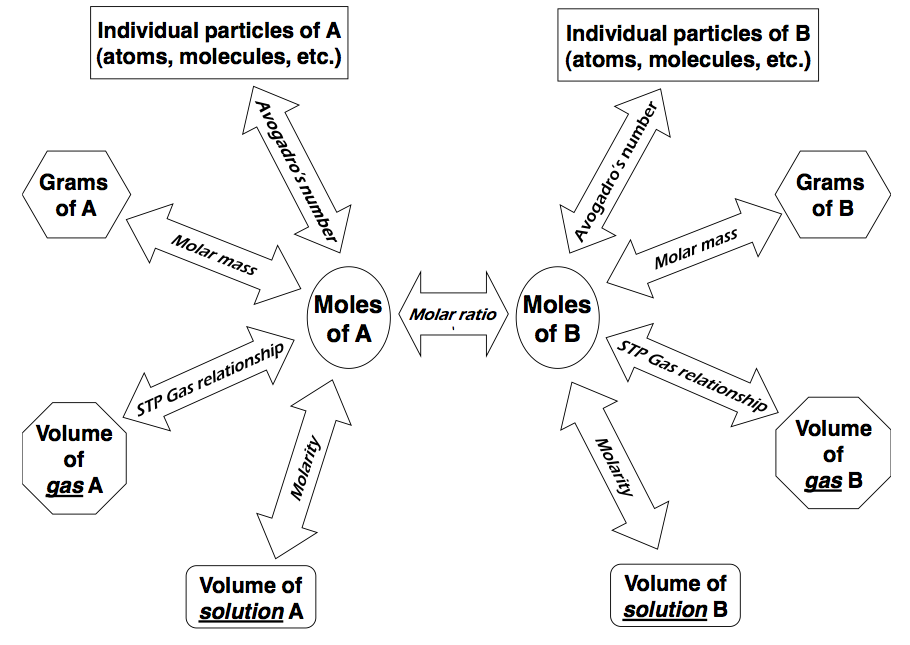 Individual particles of A
(atoms, molecules, etc.)
Individual particles of B
(atoms, molecules, etc.)
Avogadro's number
Avogadro's number
Grams
of A
Grams
of B
Molar mass
Molar mass
Moles
of A
Molar ratio
Moles
of B
STP Gas relationship
STP Gas relationship
Volume
of
gas A
Volume
of
gas B
Molarity
Molarity
Volume of
solution A
Volume of
solution B